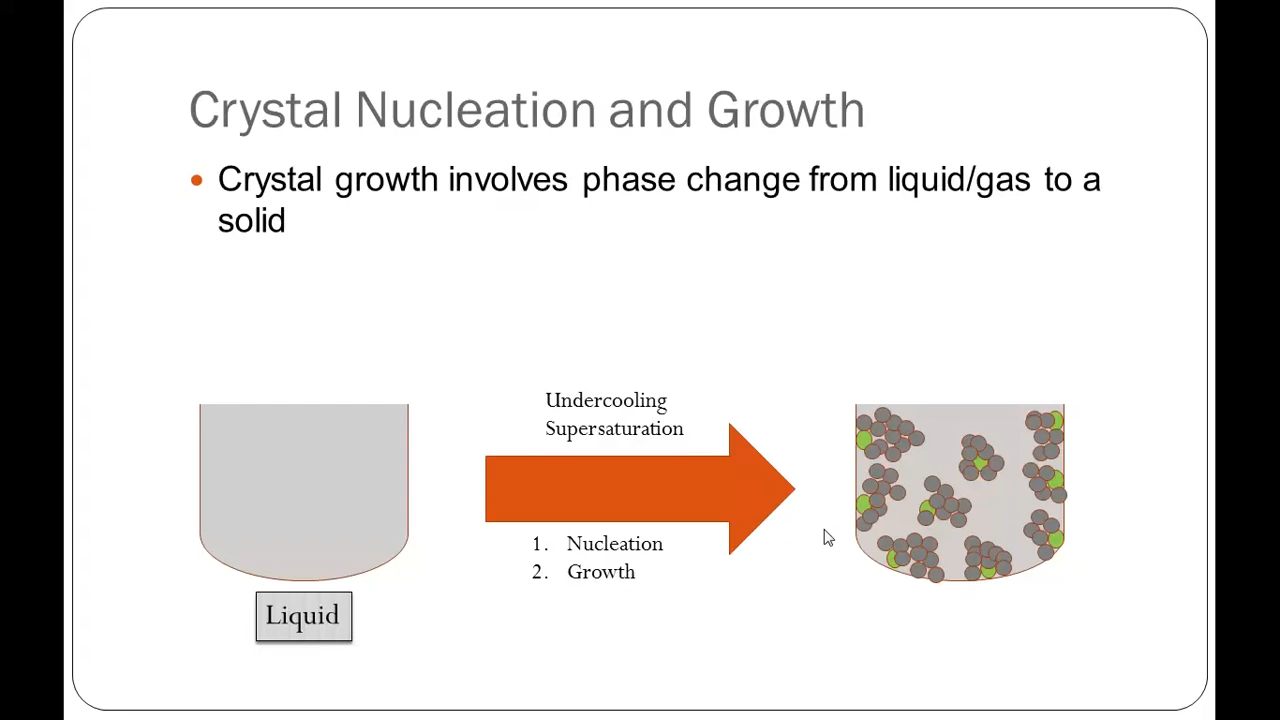 Crystal Nucleation and Growth
• Crystal growth involves phase change from liquid/gas to a
solid
Undercooling
Supersaturation
1. Nucleation
2. Growth
Liquid